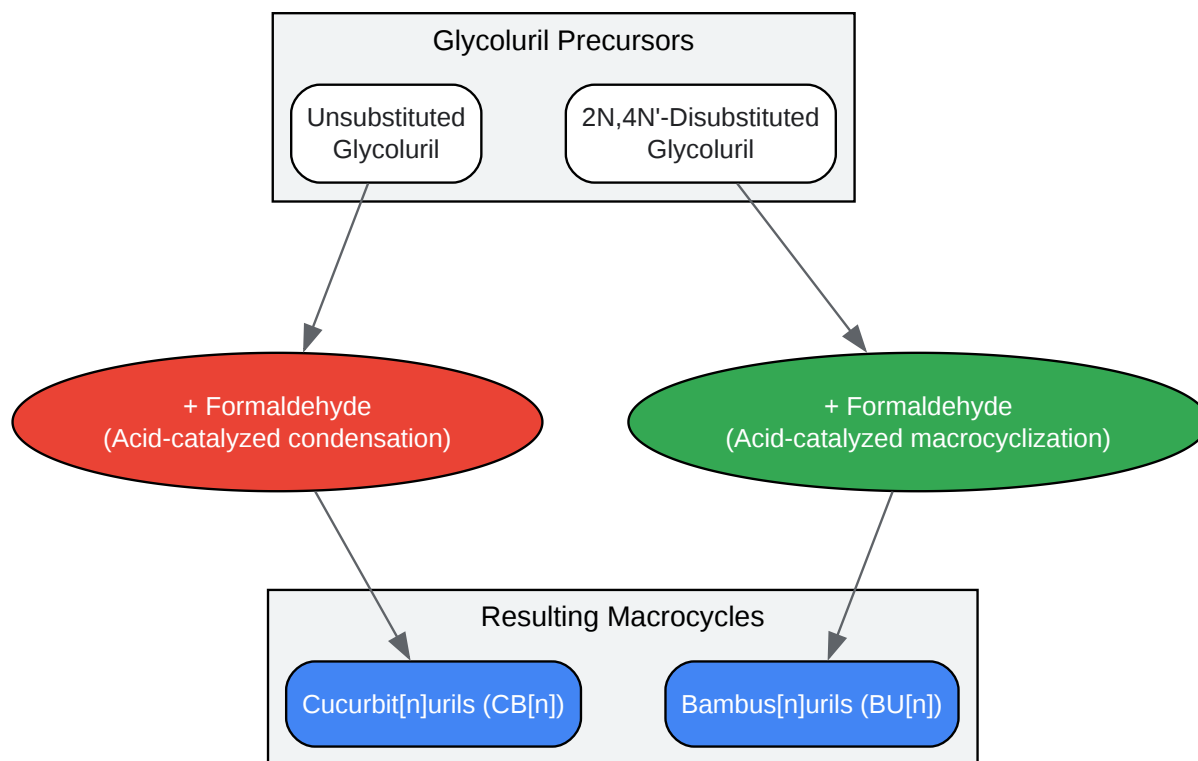 Glycoluril Precursors
Unsubstituted
Glycoluril
2N,4N'-Disubstituted
Glycoluril
+ Formaldehyde
(Acid-catalyzed condensation)
+ Formaldehyde
(Acid-catalyzed macrocyclization)
Resulting Macrocycles
Cucurbit[n]urils (CB[n])
Bambus[n]urils (BU[n])